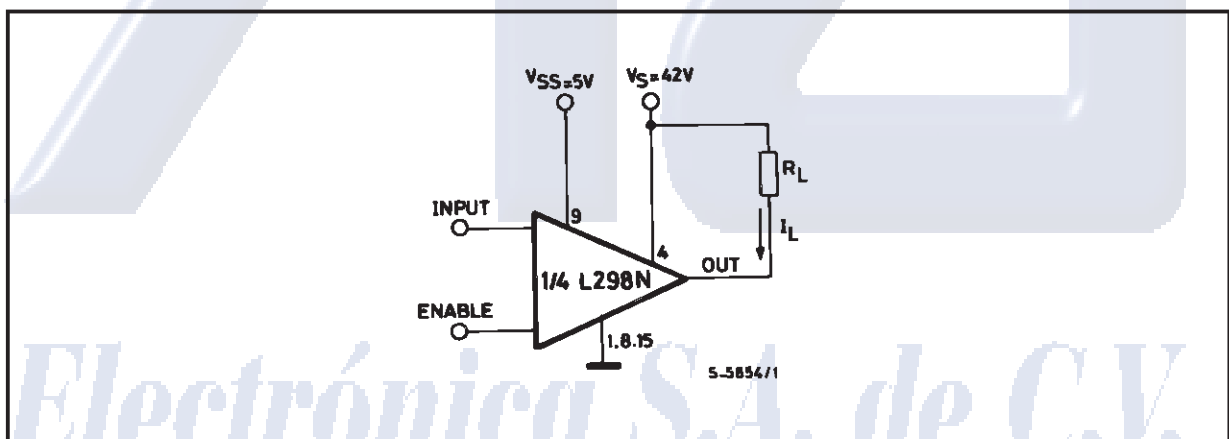 VSS=5V
VS=42V
RL
INPUT
9
IL
4
OUT
1/4 L298N
ENABLE
1.8.15
S-5854/1
Electrónica S.A. de C.V.